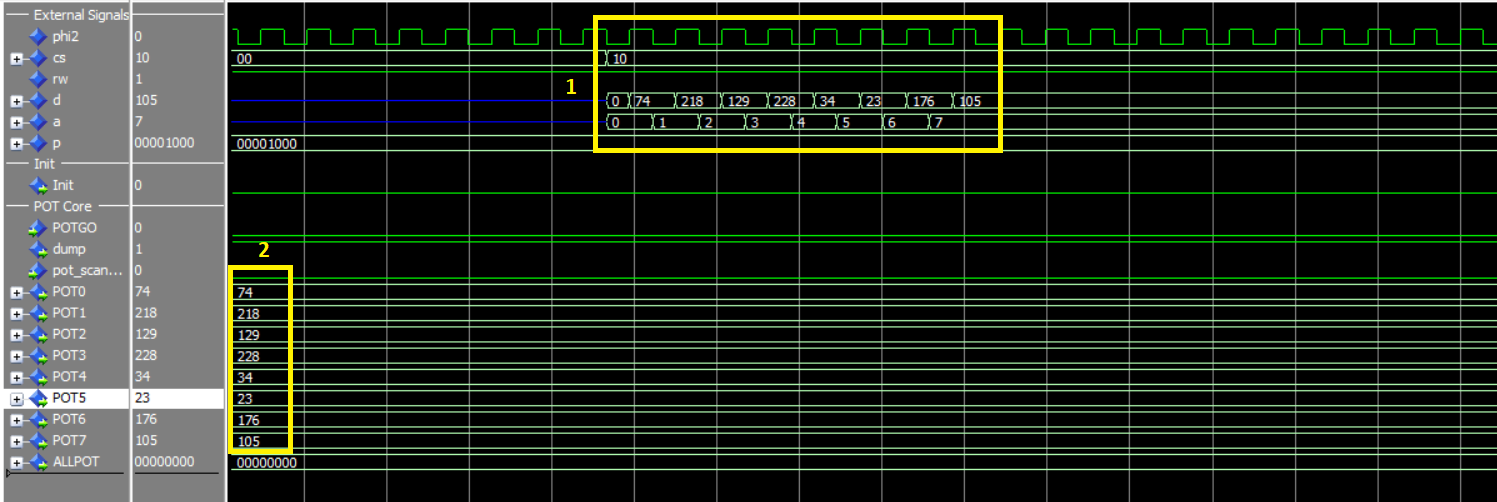 External Signals
phi2 0
cs 10 00 10
rw 1
1
d 105 0 74 218 129 228 34 23 176 105
a 7 0 1 2 3 4 5 6 7
p 00001000 00001000
Init
Init 0
POT Core
POTGO 0
dump 1
2
pot_scan... 0
POT0 74 74
POT1 218 218
POT2 129 129
POT3 228 228
POT4 34 34
POT5 23 23
POT6 176 176
POT7 105 105
ALLPOT 00000000 00000000